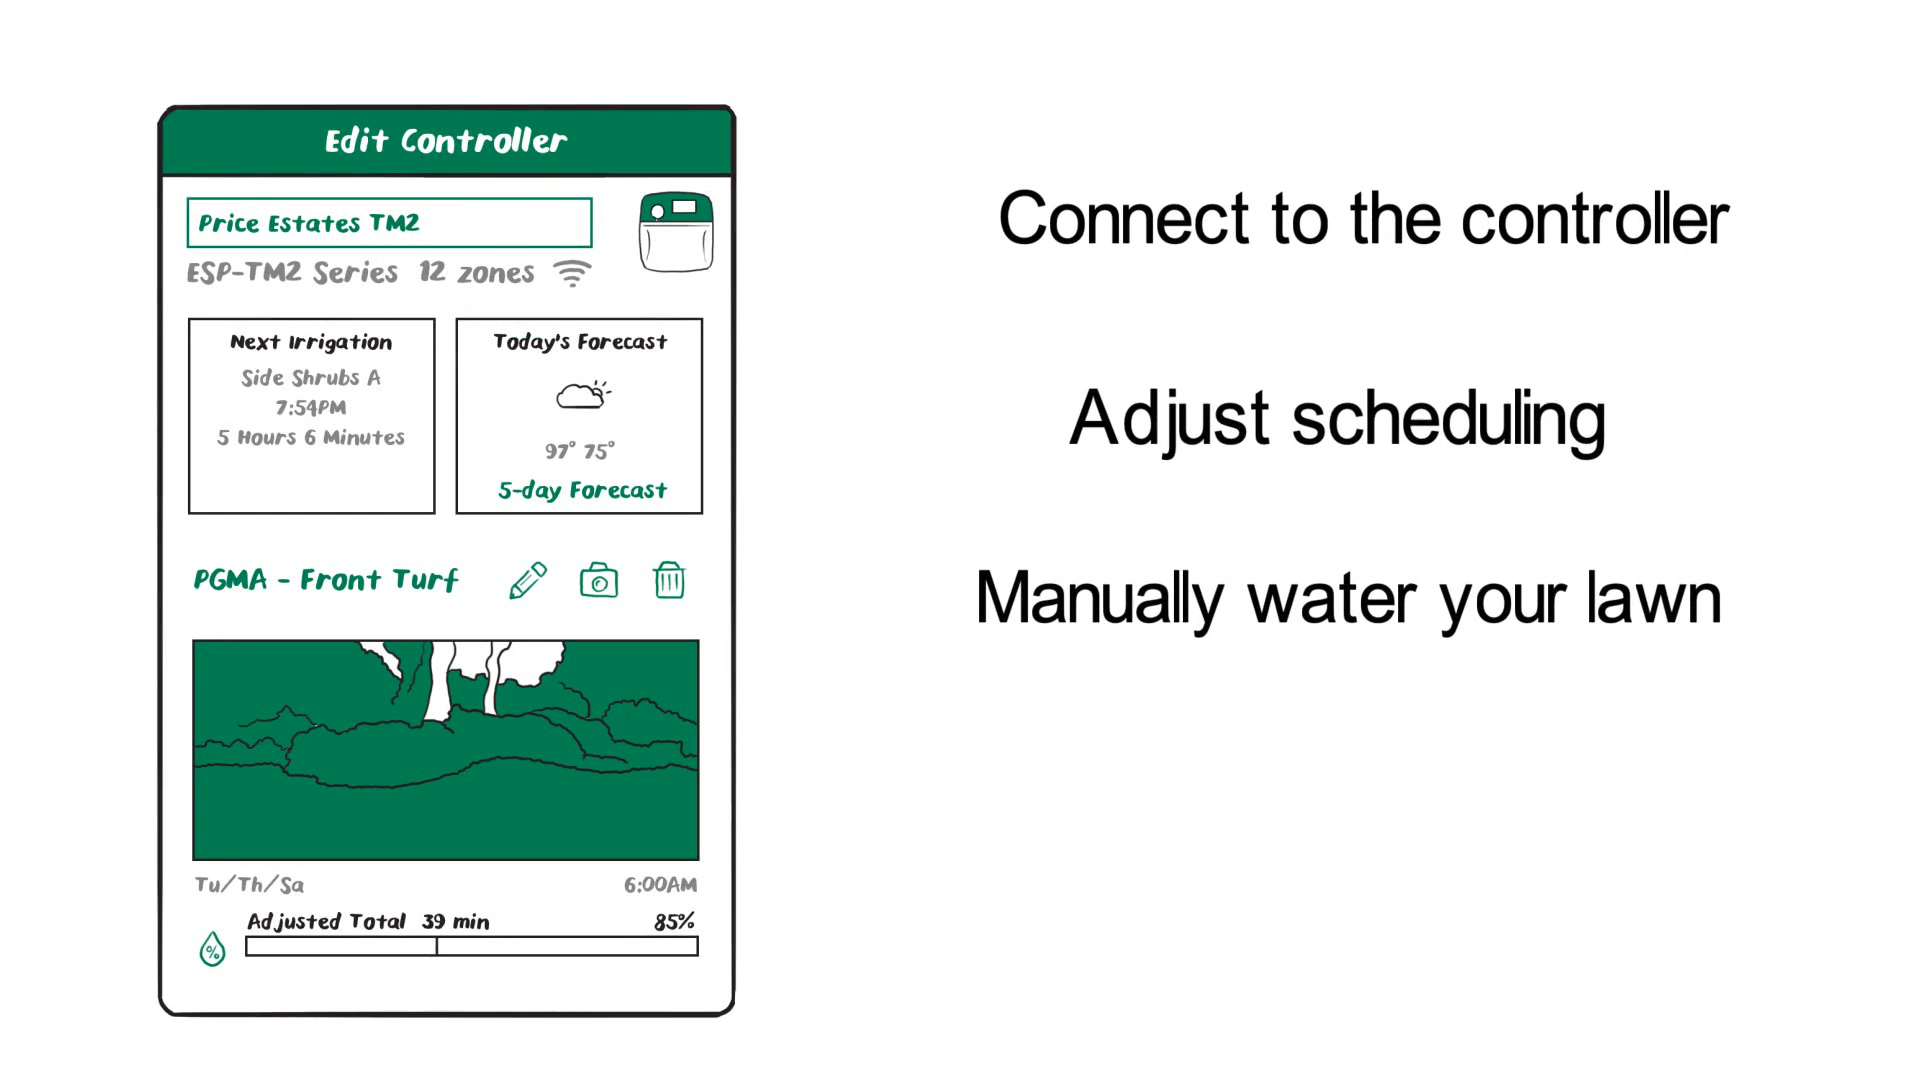 Edit Controller
Price Estates TM2
ESP-TM2 Series 12 zones
Next Irrigation
Side Shrubs A
7:54PM
5 Hours 6 Minutes
Today's Forecast
97° 75°
5-day Forecast
PGMA - Front Turf
Tu/Th/Sa 6:00AM
Adjusted Total 39 min 85%
%
Connect to the controller
Adjust scheduling
Manually water your lawn